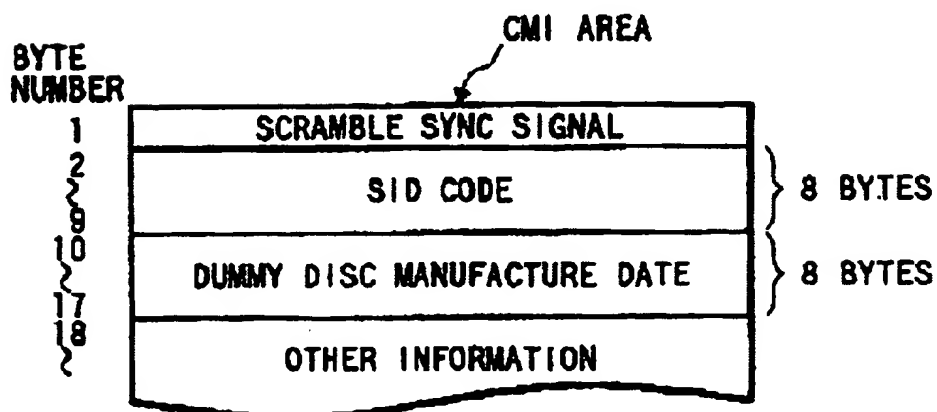 CMI AREA
BYTE
NUMBER
1 SCRAMBLE SYNC SIGNAL
2
~
9
SID CODE
8 BYTES
10
~
17
DUMMY DISC MANUFACTURE DATE
8 BYTES
18
~
OTHER INFORMATION